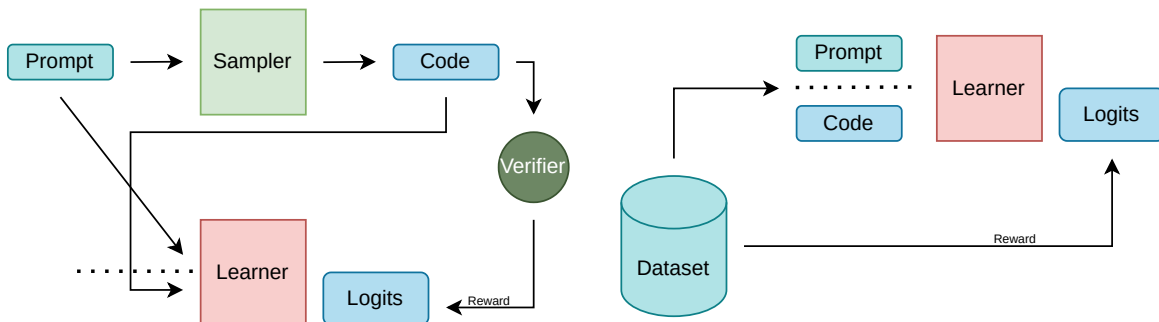 Prompt
Sampler
Code
Verifier
Learner
Logits
Reward
Prompt
Code
Learner
Logits
Dataset
Reward